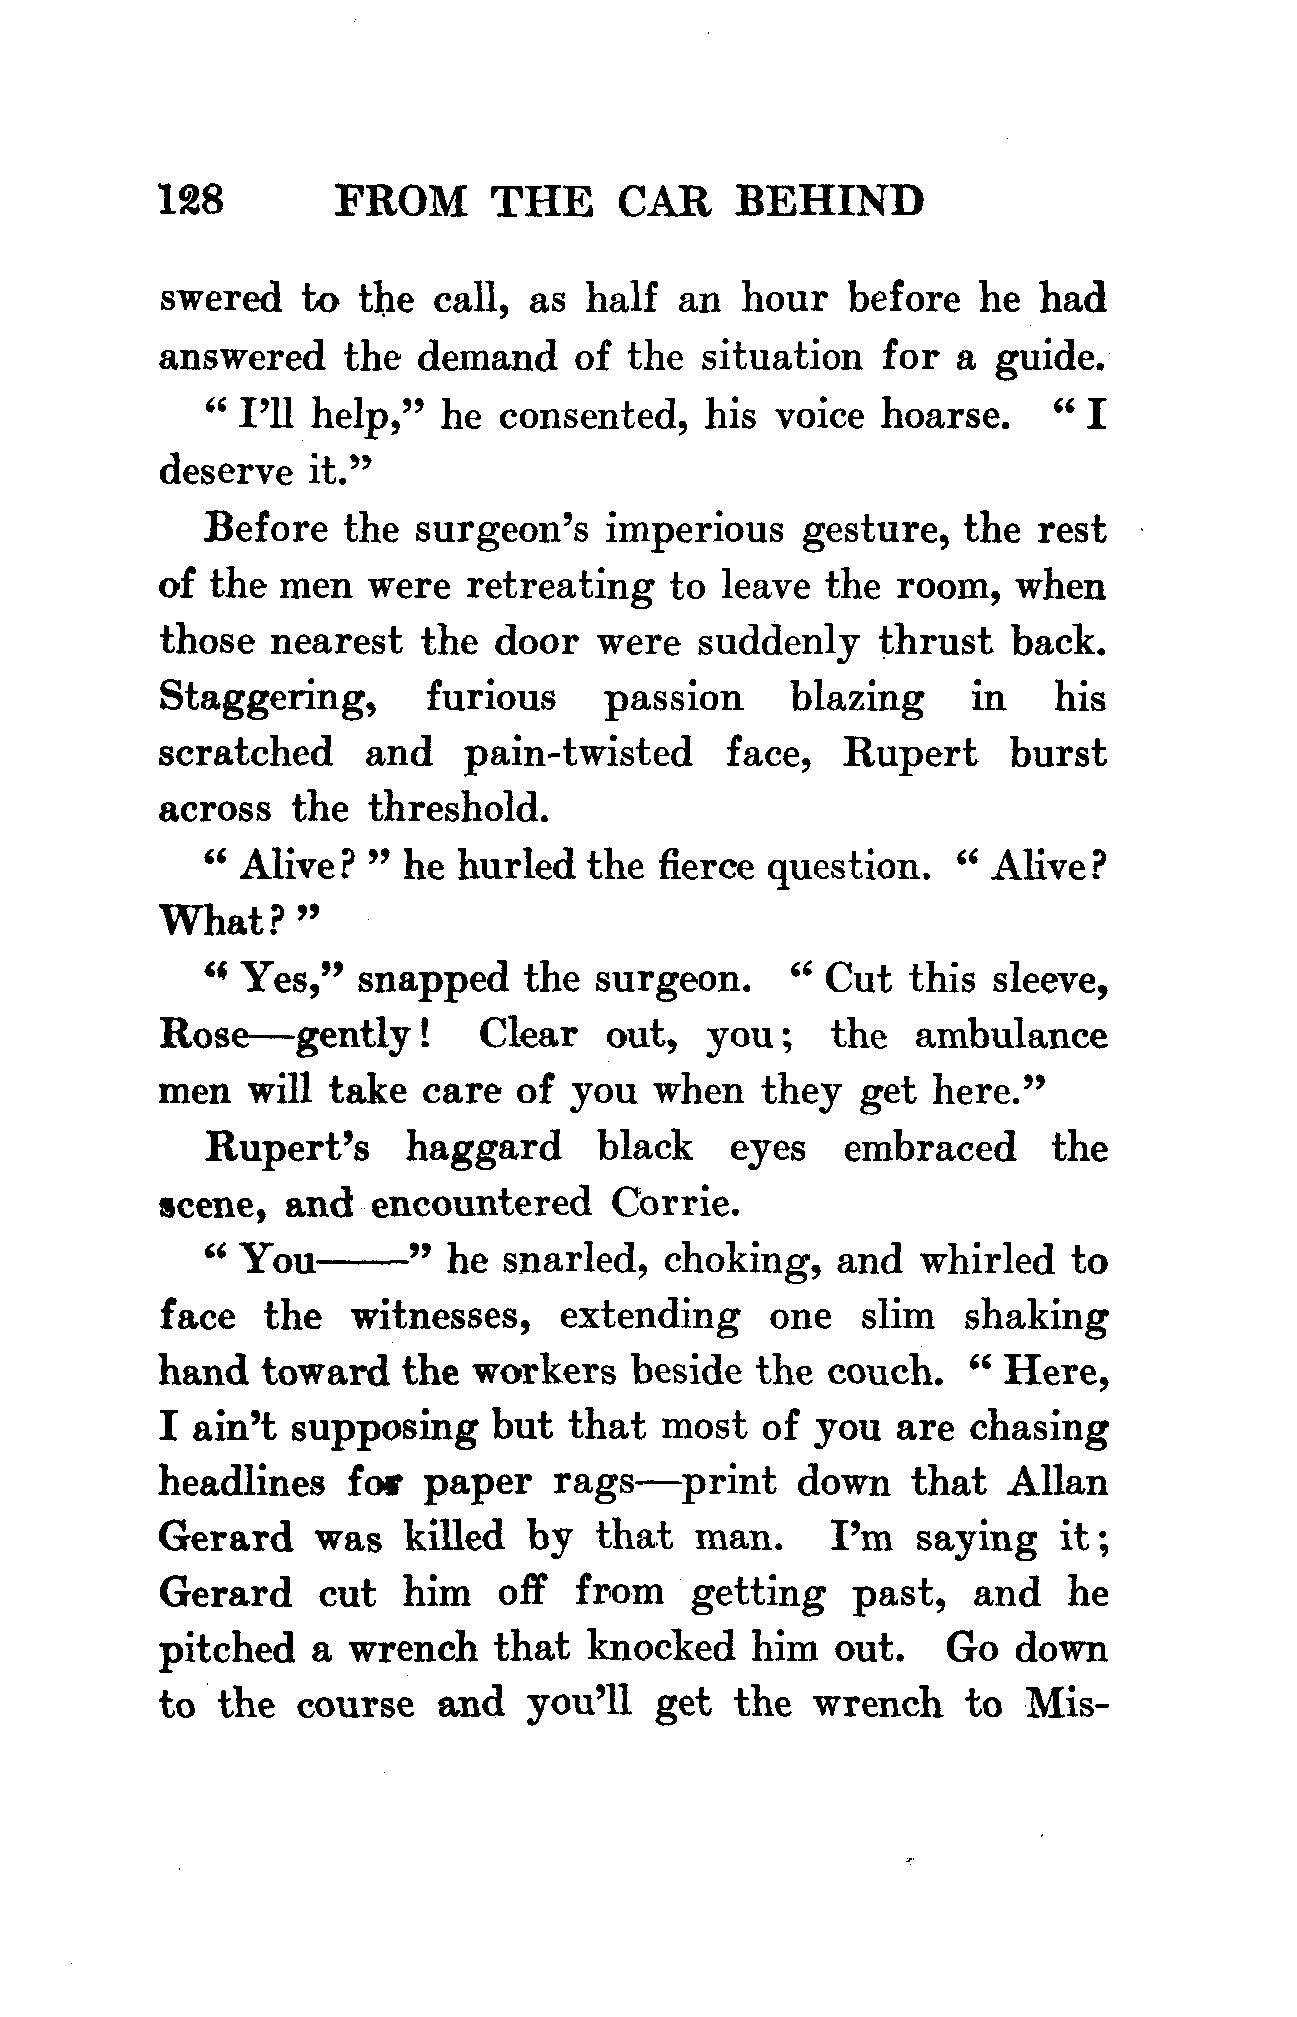 128 FROM THE CAR BEHIND
swered to the call, as half an hour before he had
answered the demand of the situation for a guide.
" I'll help," he consented, his voice hoarse. " I
deserve it."
Before the surgeon's imperious gesture, the rest
of the men were retreating to leave the room, when
those nearest the door were suddenly thrust back.
Staggering, furious passion blazing in his
scratched and pain-twisted face, Rupert burst
across the threshold.
" Alive? " he hurled the fierce question. " Alive?
What? "
" Yes," snapped the surgeon. " Cut this sleeve,
Rose—gently! Clear out, you; the ambulance
men will take care of you when they get here."
Rupert's haggard black eyes embraced the
scene, and encountered Corrie.
" You——" he snarled, choking, and whirled to
face the witnesses, extending one slim shaking
hand toward the workers beside the couch. " Here,
I ain't supposing but that most of you are chasing
headlines for paper rags—print down that Allan
Gerard was killed by that man. I'm saying it;
Gerard cut him off from getting past, and he
pitched a wrench that knocked him out. Go down
to the course and you'll get the wrench to Mis-